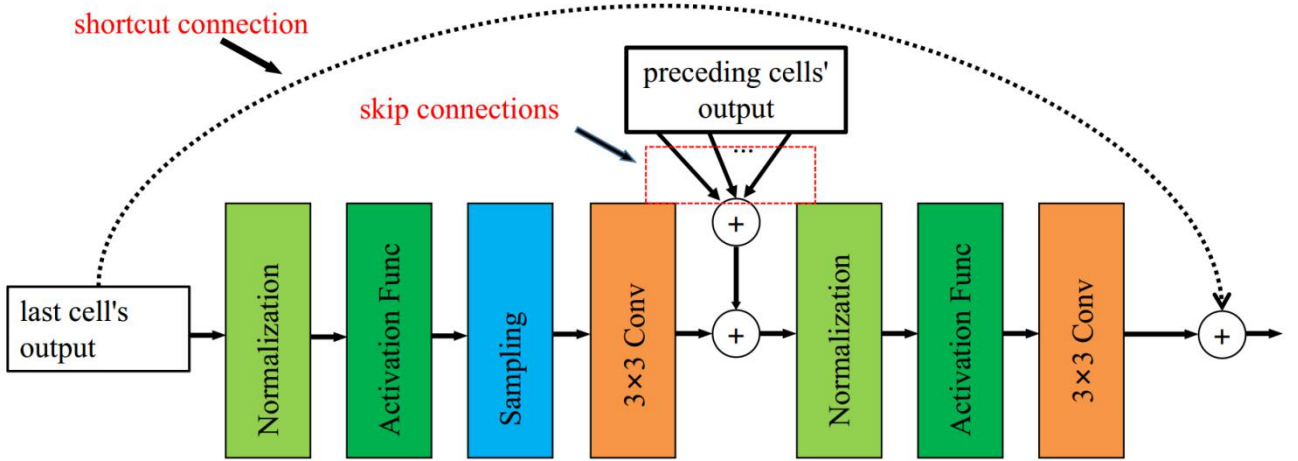 shortcut connection
preceding cells'
output
skip connections
...
+
last cell's
output
Normalization
Activation Func
Sampling
3×3 Conv
+
Normalization
Activation Func
3×3 Conv
+